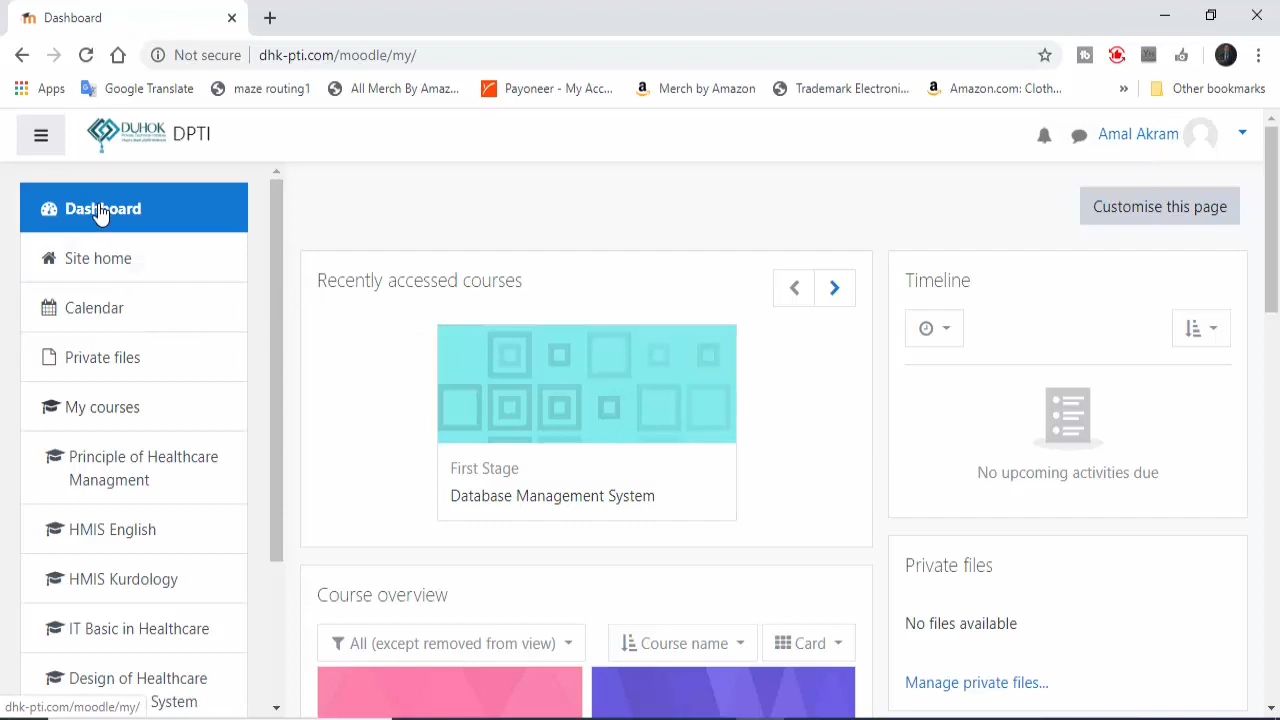 Dashboard
Not secure
dhk-pti.com/moodle/my/
Apps
Google Translate
maze routing1
All Merch By Amaz...
Payoneer - My Acc...
Merch by Amazon
Trademark Electroni...
Amazon.com: Cloth...
»
Other bookmarks
DUHOK
DPTI
Amal Akram
Dashboard
Site home
Calendar
Private files
My courses
Principle of Healthcare
Managment
HMIS English
HMIS Kurdology
IT Basic in Healthcare
Design of Healthcare
System
Customise this page
Recently accessed courses
First Stage
Database Management System
Timeline
No upcoming activities due
Course overview
All (except removed from view)
Course name
Card
Private files
No files available
Manage private files...
dhk-pti.com/moodle/my/